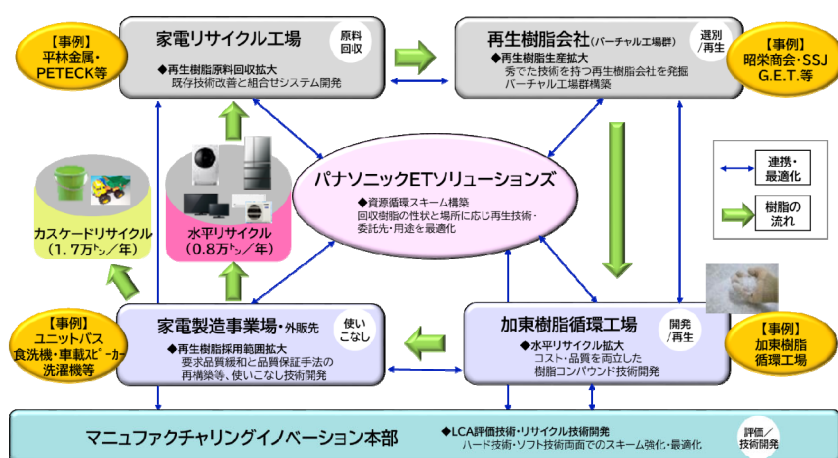 【事例】
平林金属・
PETECK等
家電リサイクル工場
原料
回収
◆再生樹脂原料回収拡大
既存技術改善と組合せシステム開発
再生樹脂会社(バーチャル工場群)
選別
/再生
◆再生樹脂生産拡大
秀でた技術を持つ再生樹脂会社を発掘
バーチャル工場群構築
【事例】
昭栄商会・SSJ
G.E.T.等
カスケードリサイクル
(1.7万㌧/年)
水平リサイクル
(0.8万㌧/年)
パナソニックETソリューションズ
◆資源循環スキーム構築
回収樹脂の性状と場所に応じ再生技術・
委託先・用途を最適化
連携・
最適化
樹脂の
流れ
【事例】
ユニットバス
食洗機・車載スピーカー
洗濯機等
家電製造事業場・外販先
使い
こなし
◆再生樹脂採用範囲拡大
要求品質緩和と品質保証手法の
再構築等、使いこなし技術開発
加東樹脂循環工場
開発
/再生
◆水平リサイクル拡大
コスト・品質を両立した
樹脂コンパウンド技術開発
【事例】
加東樹脂
循環工場
マニュファクチャリングイノベーション本部
◆LCA評価技術・リサイクル技術開発
ハード技術・ソフト技術両面でのスキーム強化・最適化
評価/
技術開発